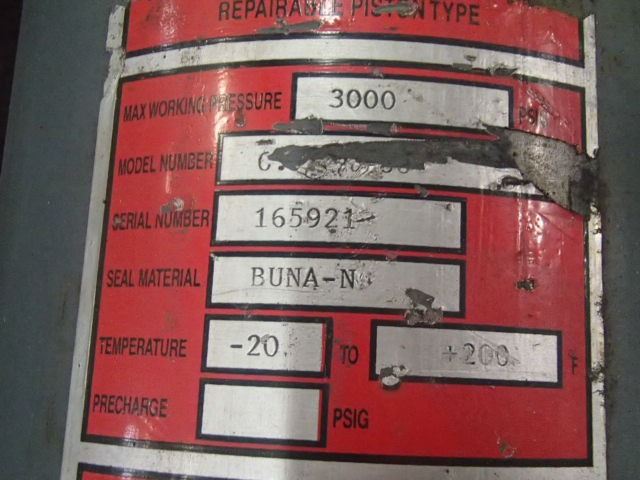 REPAIRABLE PISTON TYPE
MAX WORKING PRESSURE 3000 PSI
MODEL NUMBER
SERIAL NUMBER 165921
SEAL MATERIAL BUNA-N
TEMPERATURE -20 TO +200 F
PRECHARGE PSIG